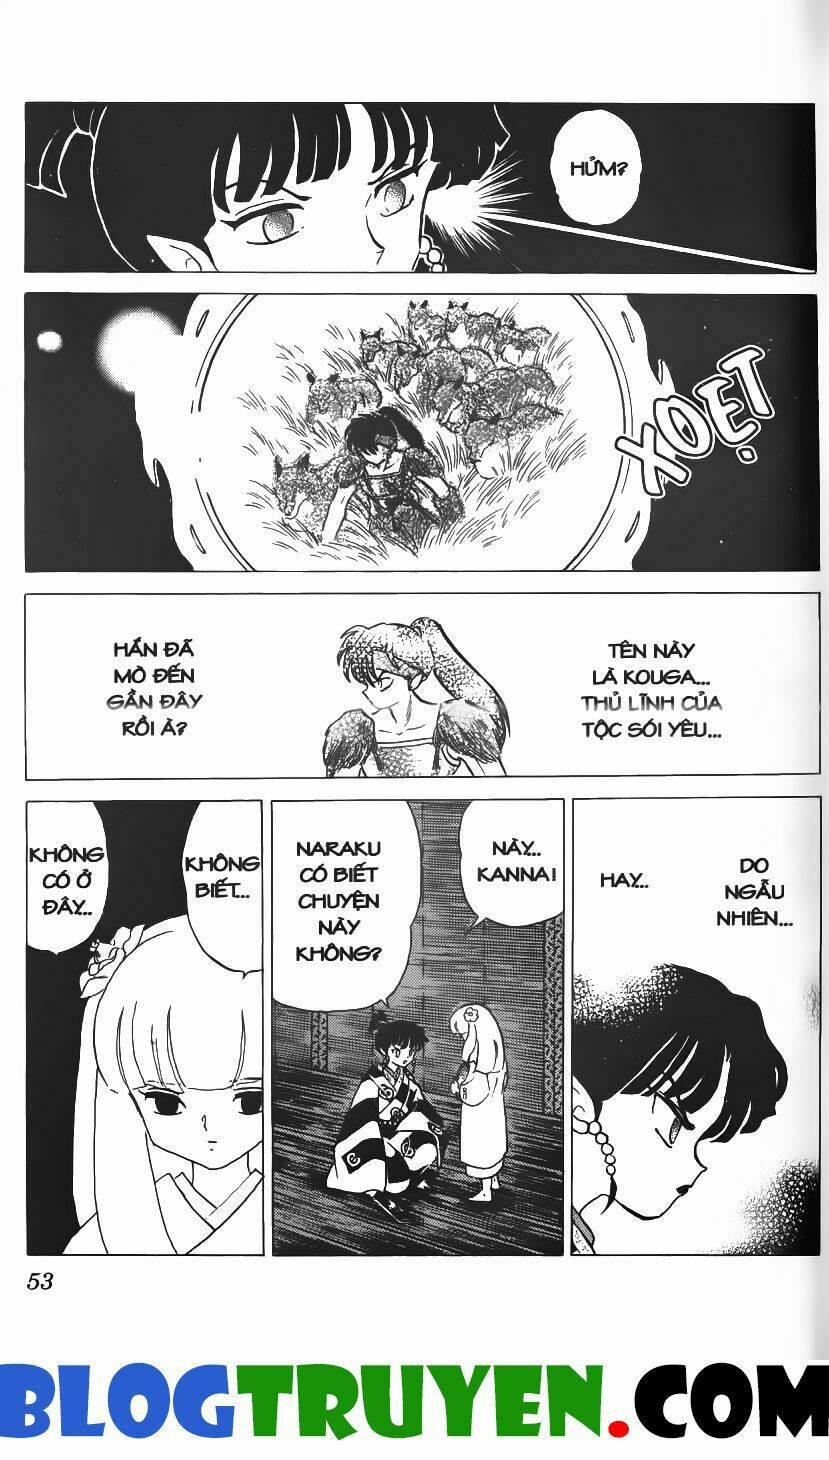 HỬM?
XOẸT
TÊN NÀY
LÀ KOUGA...
THỦ LĨNH CỦA
TỘC SÓI YÊU...
HẮN ĐÃ
MÒ ĐẾN
GẦN ĐÂY
RỒI À?
DO
NGẪU
NHIÊN...
HAY...
NÀY...
KANNA!
NARAKU
CÓ BIẾT
CHUYỆN
NÀY
KHÔNG?
KHÔNG
BIẾT...
KHÔNG
CÓ Ở
ĐÂY...
53
BLOGTRUYEN.COM